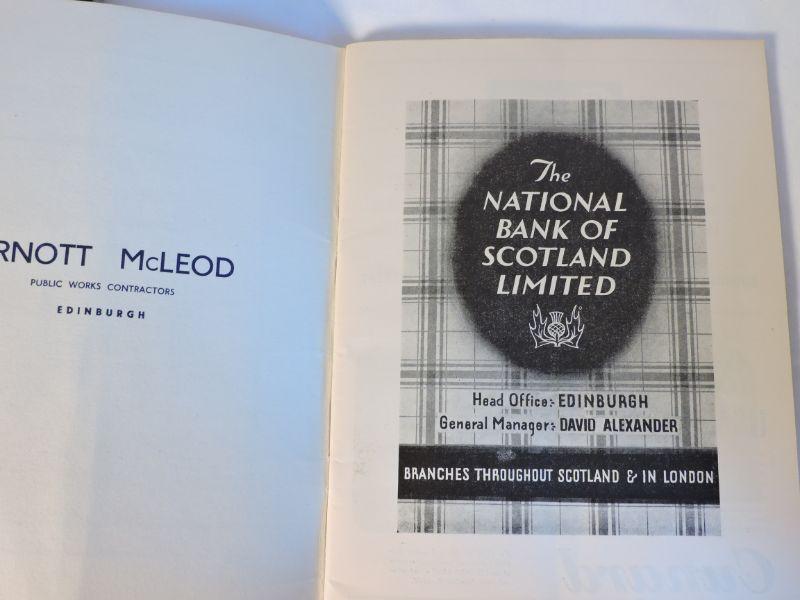 McLEOD
PUBLIC WORKS CONTRACTORS
EDINBURGH
The
NATIONAL
BANK OF
SCOTLAND
LIMITED
Head Office:- EDINBURGH
General Manager:- DAVID ALEXANDER
BRANCHES THROUGHOUT SCOTLAND & IN LONDON
Cunard